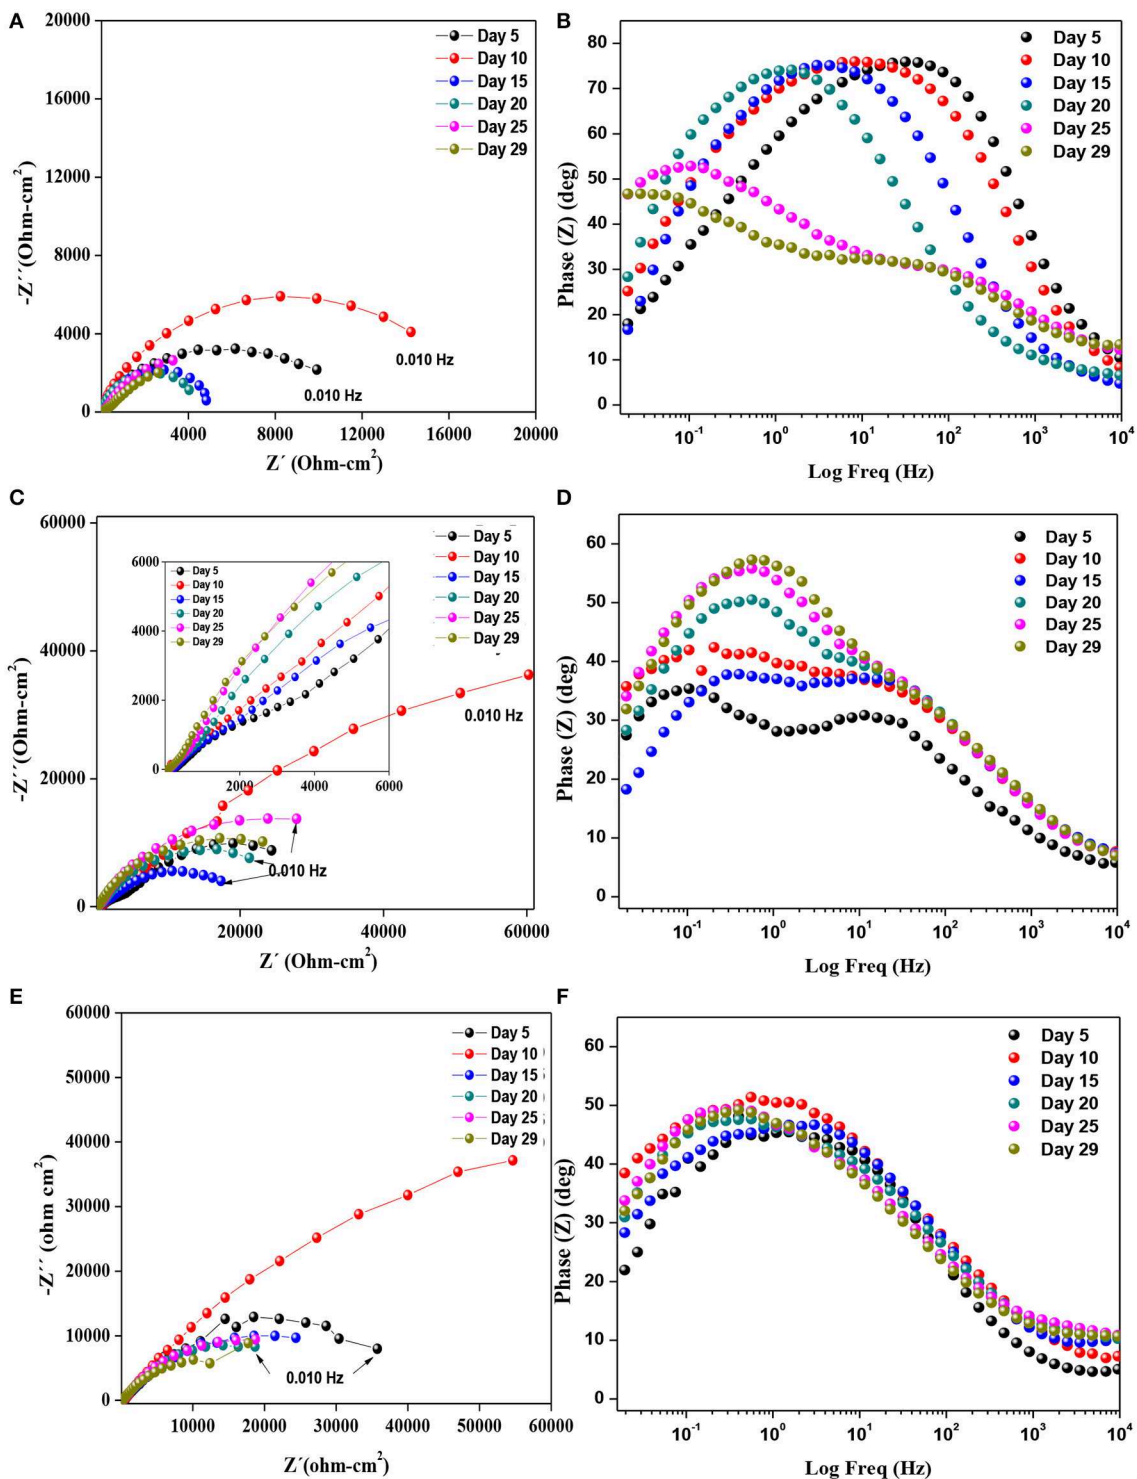 A
20000
16000
12000
8000
4000
0
-Z´´(Ohm-cm2)
Day 5
Day 10
Day 15
Day 20
Day 25
Day 29
0.010 Hz
0.010 Hz
4000 8000 12000 16000 20000
Z´ (Ohm-cm2)
B
80
70
60
50
40
30
20
10
0
Phase (Z) (deg)
Day 5
Day 10
Day 15
Day 20
Day 25
Day 29
10-1 100 101 102 103 104
Log Freq (Hz)
C
60000
40000
20000
0
-Z´´(Ohm-cm2)
6000
4000
2000
0
Day 5
Day 10
Day 15
Day 20
Day 25
Day 29
2000 4000 6000
Day 5
Day 10
Day 15
Day 20
Day 25
Day 29
0.010 Hz
0.010 Hz
20000 40000 60000
Z´ (Ohm-cm2)
D
60
50
40
30
20
10
0
Phase (Z) (deg)
Day 5
Day 10
Day 15
Day 20
Day 25
Day 29
10-1 100 101 102 103 104
Log Freq (Hz)
E
60000
50000
40000
30000
20000
10000
0
-Z´´ (ohm cm2)
Day 5
Day 10
Day 15
Day 20
Day 25
Day 29
0.010 Hz
10000 20000 30000 40000 50000 60000
Z´(ohm-cm2)
F
60
50
40
30
20
10
0
Phase (Z) (deg)
Day 5
Day 10
Day 15
Day 20
Day 25
Day 29
10-1 100 101 102 103 104
Log Freq (Hz)